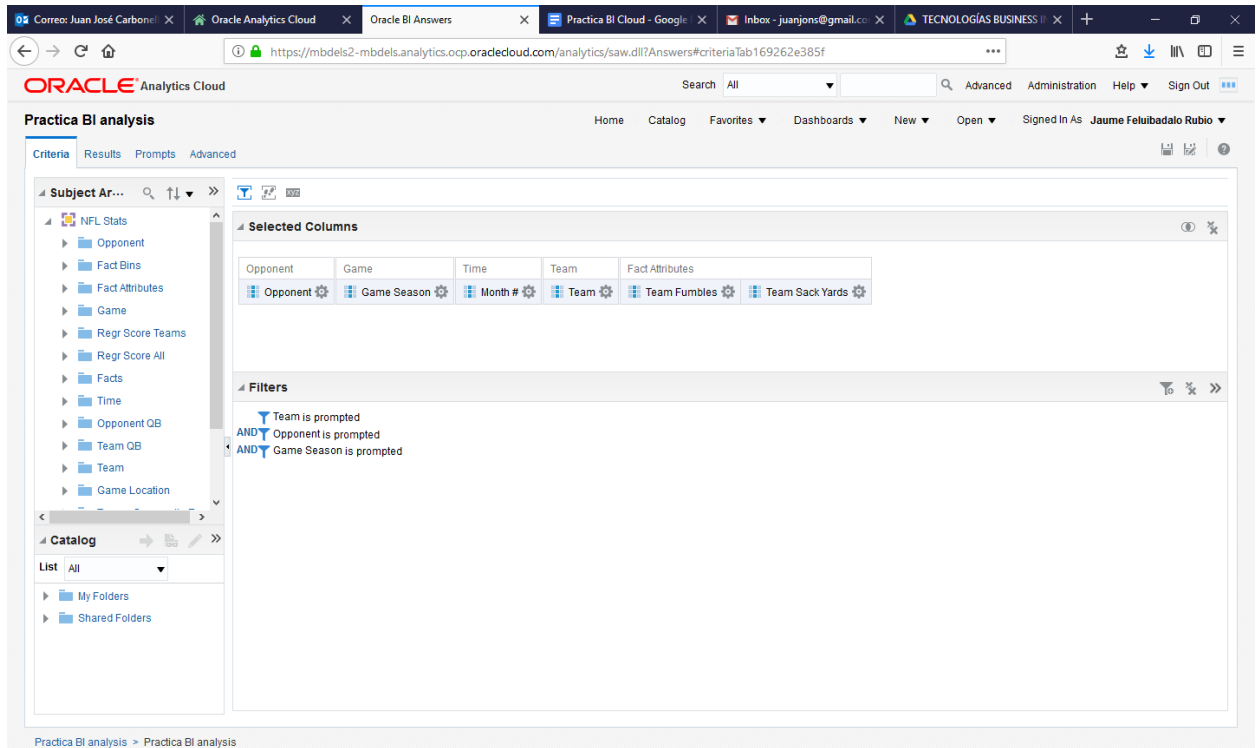 Correo: Juan José Carbonell
Oracle Analytics Cloud
Oracle BI Answers
Practica BI Cloud - Google
Inbox - juanjons@gmail.co
TECNOLOGÍAS BUSINESS IN
https://mbdels2-mbdels.analytics.ocp.oraclecloud.com/analytics/saw.dll?Answers#criteriaTab169262e385f
ORACLE Analytics Cloud
Search All
Advanced Administration Help Sign Out
Practica BI analysis
Home Catalog Favorites Dashboards New Open Signed In As Jaume Feluibadalo Rubio
Criteria Results Prompts Advanced
Subject Ar...
NFL Stats
Opponent
Fact Bins
Fact Attributes
Game
Regr Score Teams
Regr Score All
Facts
Time
Opponent QB
Team QB
Team
Game Location
Catalog
List All
My Folders
Shared Folders
Selected Columns
Opponent Game Time Team Fact Attributes
Opponent Game Season Month # Team Team Fumbles Team Sack Yards
Filters
Team is prompted
AND Opponent is prompted
AND Game Season is prompted
Practica BI analysis > Practica BI analysis